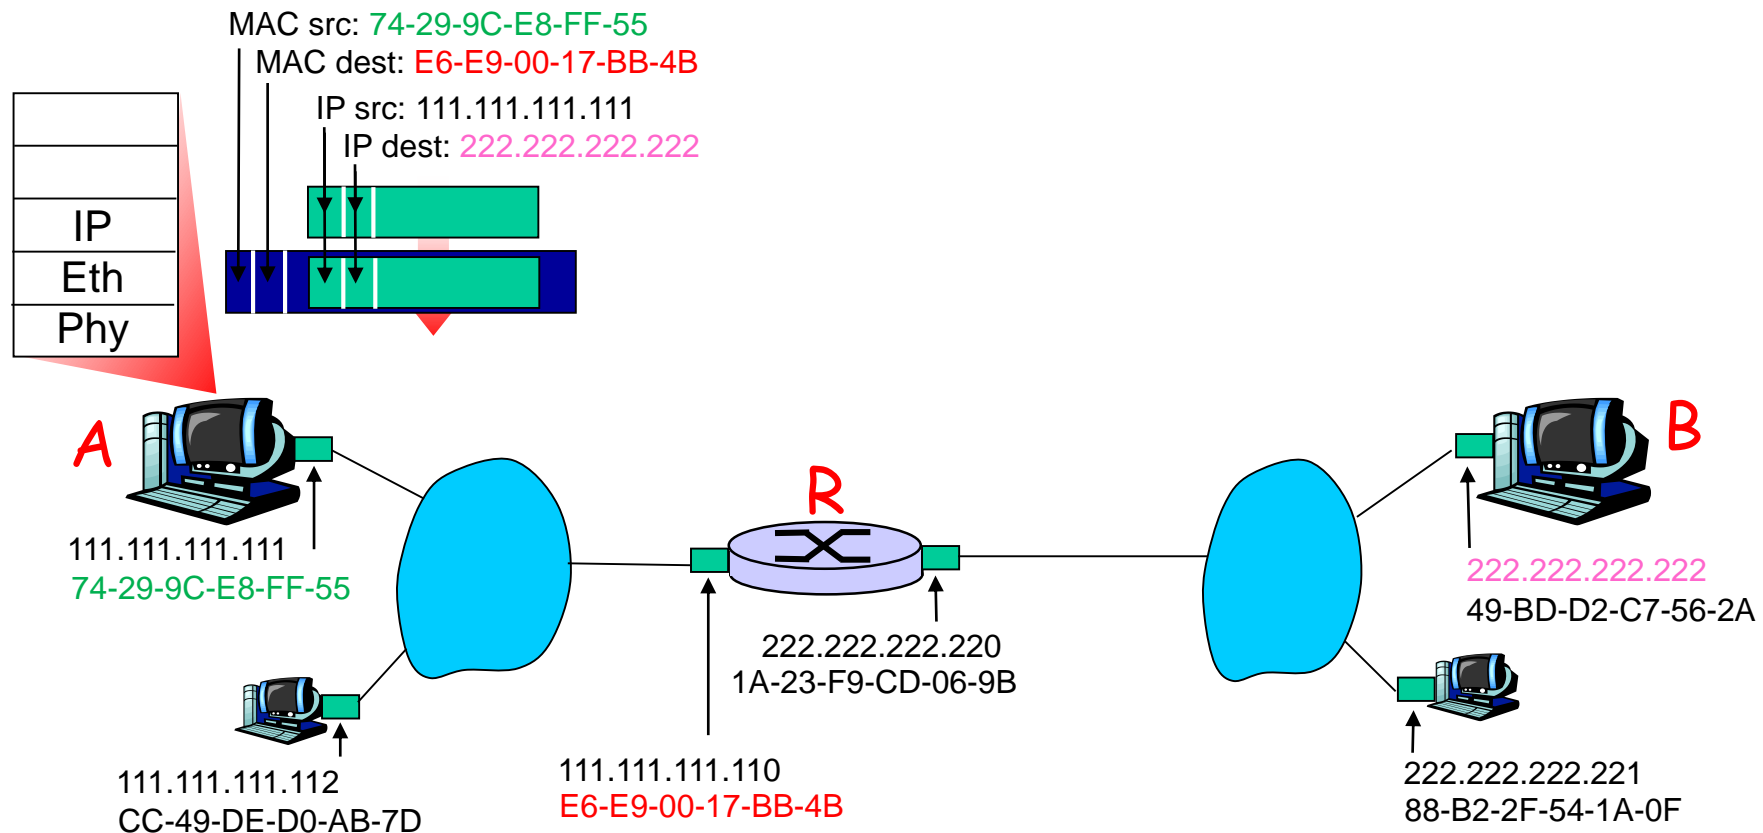 MAC src: 74-29-9C-E8-FF-55
MAC dest: E6-E9-00-17-BB-4B
IP src: 111.111.111.111
IP dest: 222.222.222.222
IP
Eth
Phy
A
B
R
111.111.111.111
74-29-9C-E8-FF-55
222.222.222.222
49-BD-D2-C7-56-2A
222.222.222.220
1A-23-F9-CD-06-9B
111.111.111.112
CC-49-DE-D0-AB-7D
111.111.111.110
E6-E9-00-17-BB-4B
222.222.222.221
88-B2-2F-54-1A-0F